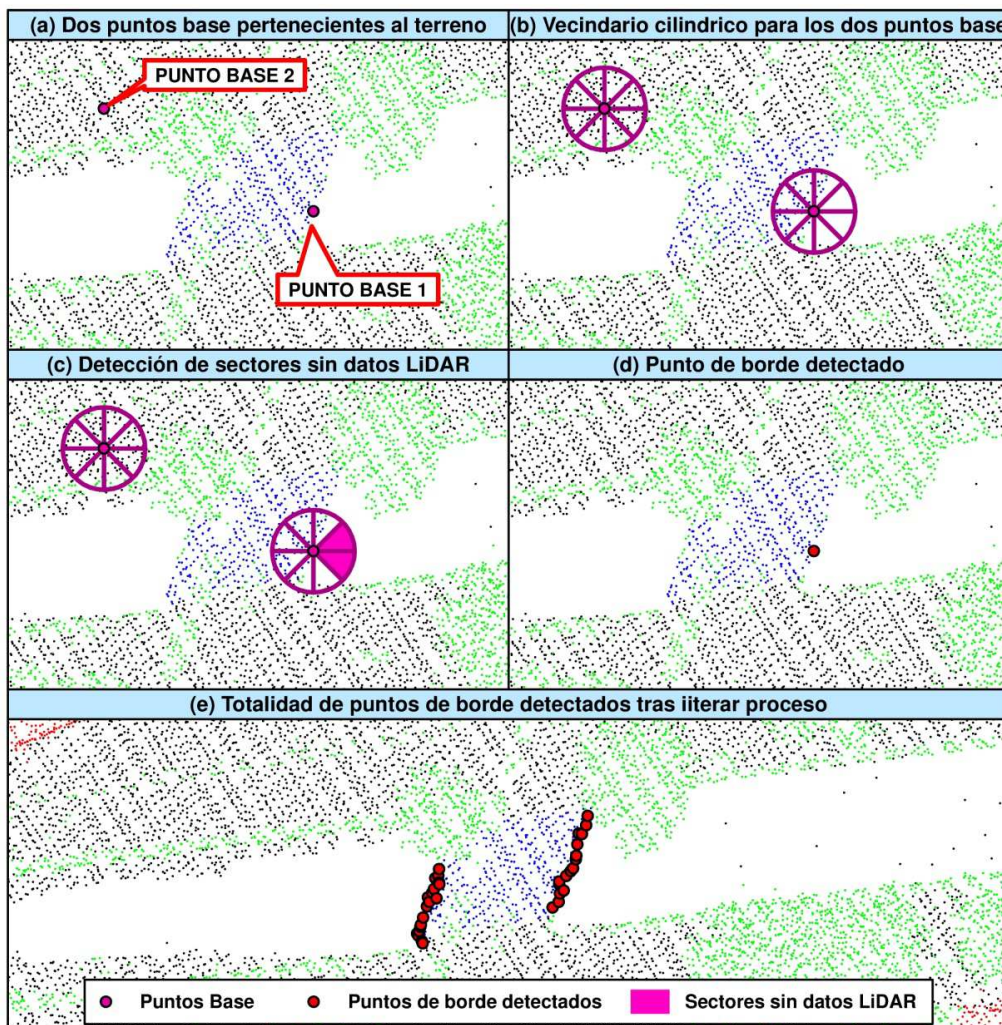 (a) Dos puntos base pertenecientes al terreno
(b) Vecindario cilindrico para los dos puntos base
PUNTO BASE 2
PUNTO BASE 1
(c) Detección de sectores sin datos LiDAR
(d) Punto de borde detectado
(e) Totalidad de puntos de borde detectados tras iiterar proceso
Puntos Base
Puntos de borde detectados
Sectores sin datos LiDAR